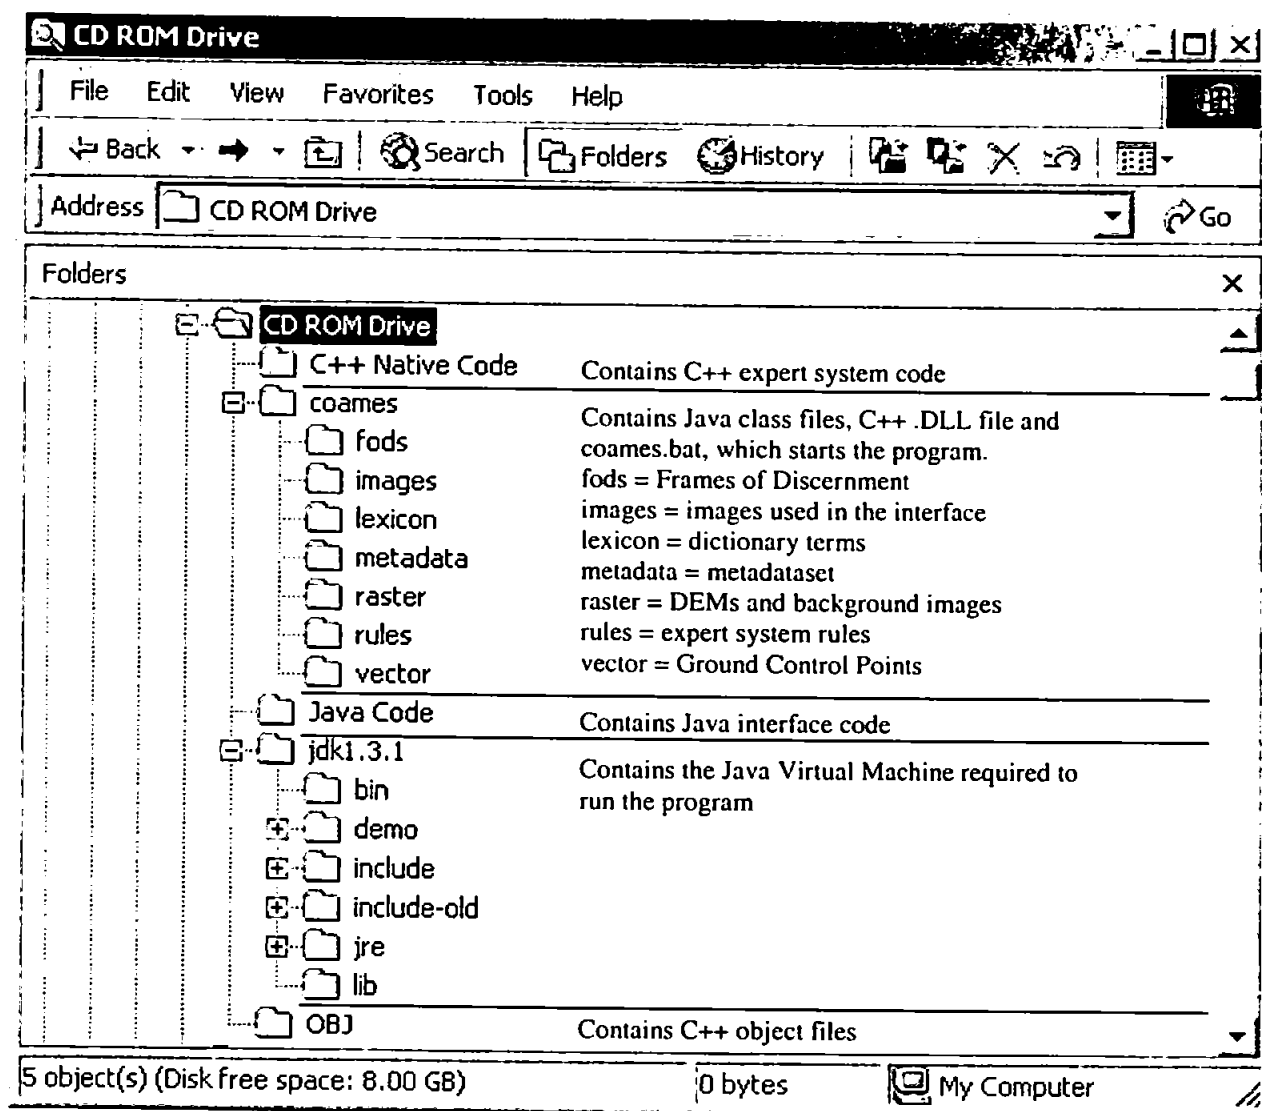 CD ROM Drive
File Edit View Favorites Tools Help
Back Search Folders History
Address CD ROM Drive Go
Folders
CD ROM Drive
C++ Native Code Contains C++ expert system code
coames Contains Java class files, C++ .DLL file and
fods coames.bat, which starts the program.
fods = Frames of Discernment
images images = images used in the interface
lexicon lexicon = dictionary terms
metadata metadata = metadataset
raster raster = DEMs and background images
rules rules = expert system rules
vector vector = Ground Control Points
Java Code Contains Java interface code
jdk1.3.1 Contains the Java Virtual Machine required to
bin run the program
demo
include
include-old
jre
lib
OBJ Contains C++ object files
5 object(s) (Disk free space: 8.00 GB) 0 bytes My Computer